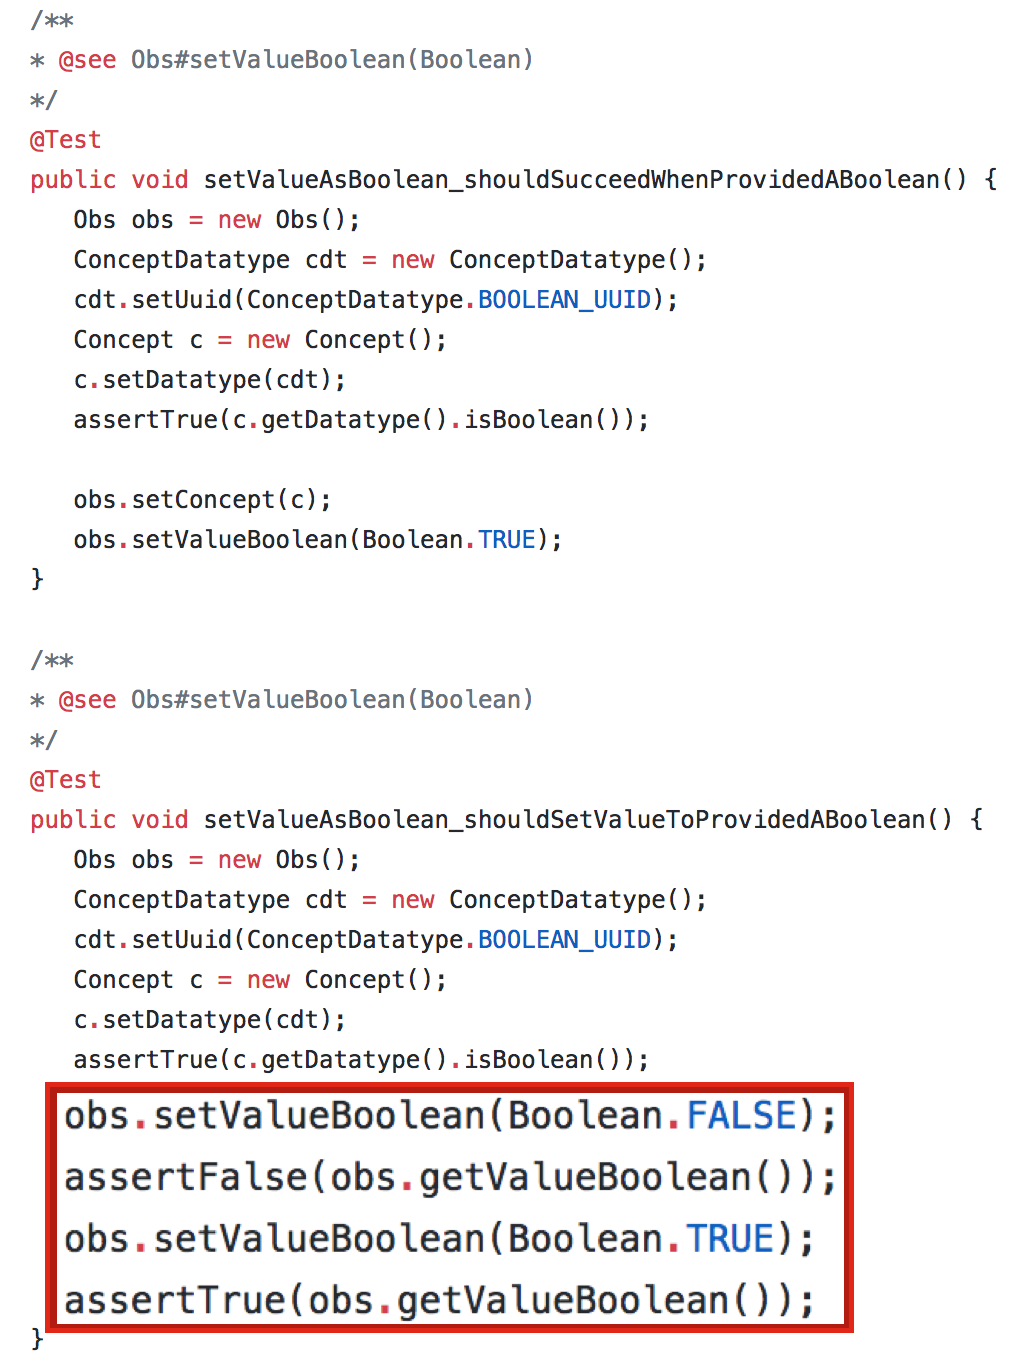 /**
* @see Obs#setValueBoolean(Boolean)
*/
@Test
public void setValueAsBoolean_shouldSucceedWhenProvidedABoolean() {
Obs obs = new Obs();
ConceptDatatype cdt = new ConceptDatatype();
cdt.setUuid(ConceptDatatype.BOOLEAN_UUID);
Concept c = new Concept();
c.setDatatype(cdt);
assertTrue(c.getDatatype().isBoolean());
obs.setConcept(c);
obs.setValueBoolean(Boolean.TRUE);
}
/**
* @see Obs#setValueBoolean(Boolean)
*/
@Test
public void setValueAsBoolean_shouldSetValueToProvidedABoolean() {
Obs obs = new Obs();
ConceptDatatype cdt = new ConceptDatatype();
cdt.setUuid(ConceptDatatype.BOOLEAN_UUID);
Concept c = new Concept();
c.setDatatype(cdt);
assertTrue(c.getDatatype().isBoolean());
obs.setValueBoolean(Boolean.FALSE);
assertFalse(obs.getValueBoolean());
obs.setValueBoolean(Boolean.TRUE);
assertTrue(obs.getValueBoolean());
}